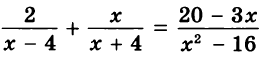 2/(x − 4) + x/(x + 4) = (20 − 3x)/(x² − 16)